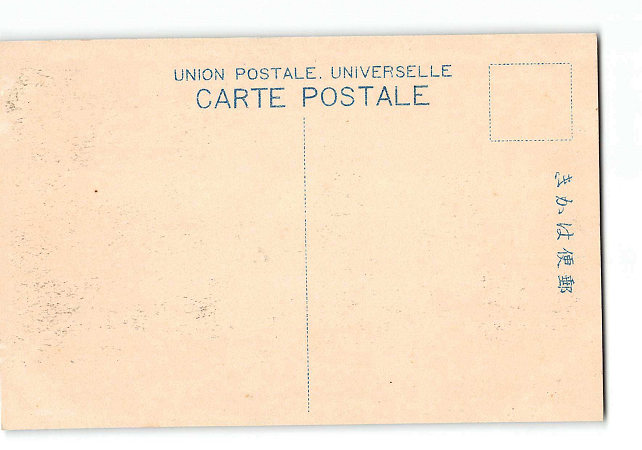 UNION POSTALE. UNIVERSELLE
CARTE POSTALE
きかは便郵